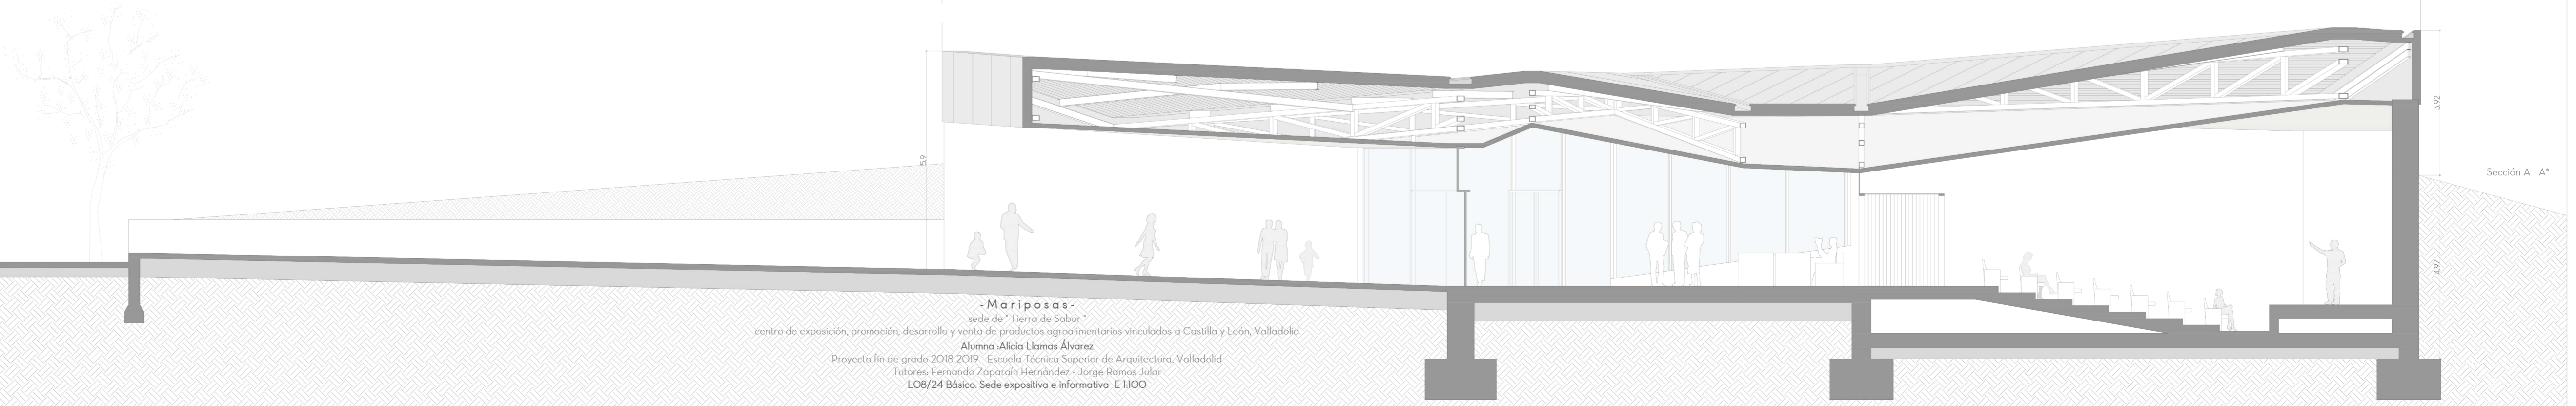 3.92
5.9
Sección A - A*
4.97
- M a r i p o s a s -
sede de " Tierra de Sabor "
centro de exposición, promoción, desarrollo y venta de productos agroalimentarios vinculados a Castilla y León, Valladolid
Alumna :Alicia Llamas Álvarez
Proyecto fin de grado 2018-2019 - Escuela Técnica Superior de Arquitectura, Valladolid
Tutores: Fernando Zaparaín Hernández - Jorge Ramos Jular
L08/24 Básico. Sede expositiva e informativa E 1:100